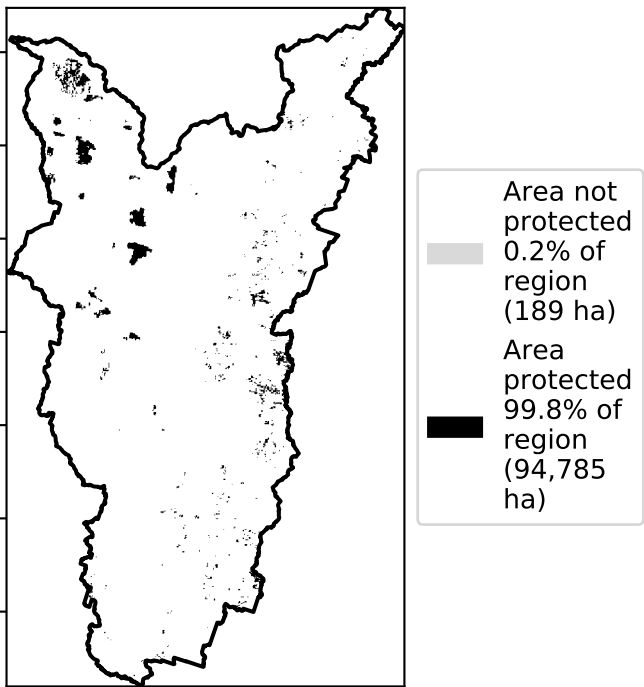 Area not
protected
0.2% of
region
(189 ha)
Area
protected
99.8% of
region
(94,785
ha)